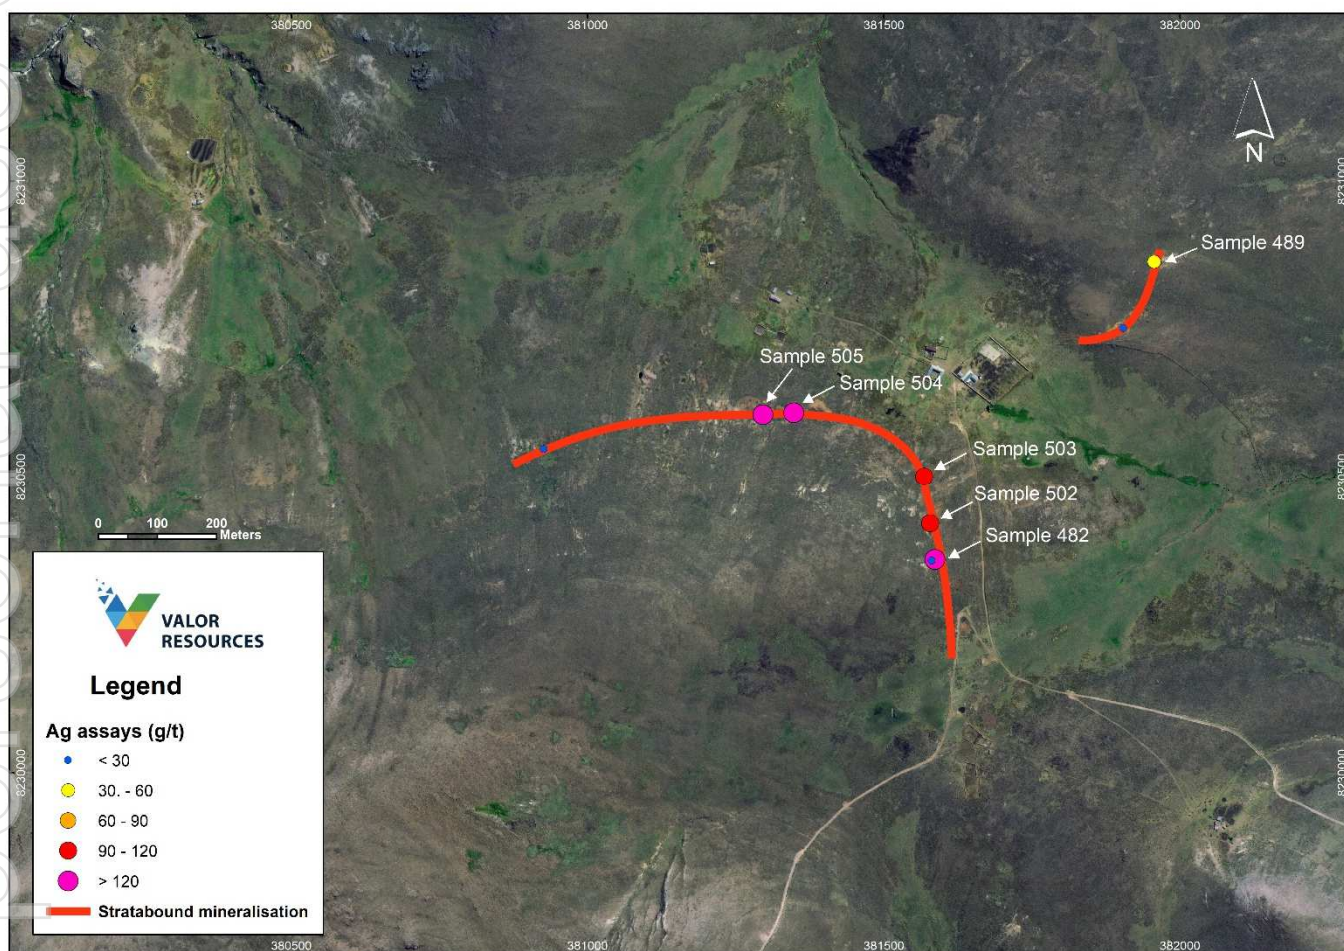 380500
381000
381500
382000
8231000
8231000
N
Sample 489
Sample 505
Sample 504
Sample 503
Sample 502
Sample 482
8230500
8230500
0 100 200
Meters
VALOR
RESOURCES
Legend
Ag assays (g/t)
< 30
30. - 60
60 - 90
90 - 120
> 120
Stratabound mineralisation
8230000
8230000
380500
381000
381500
382000